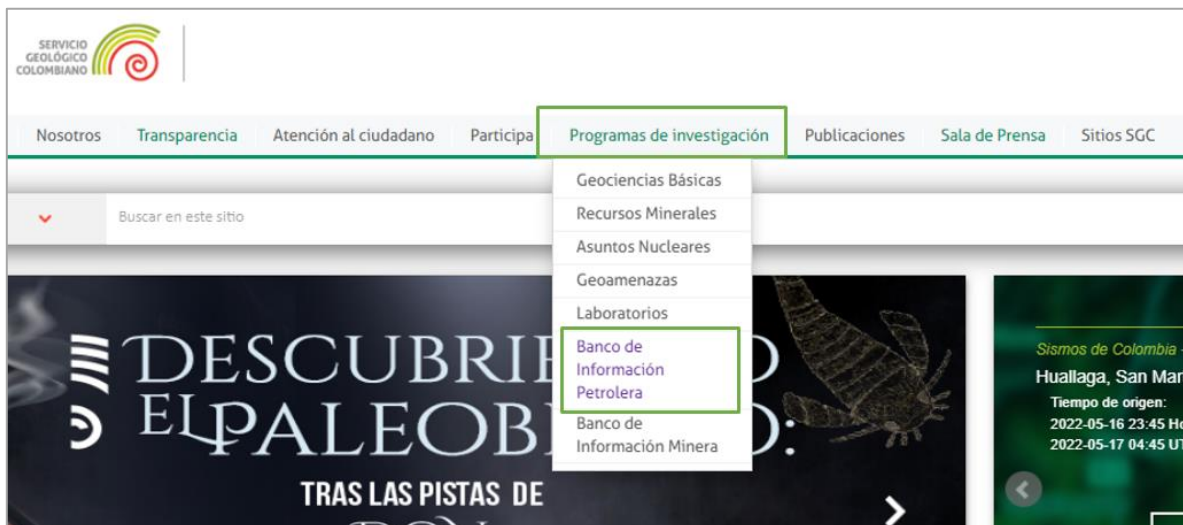 SERVICIO
GEOLÓGICO
COLOMBIANO
Nosotros Transparencia Atención al ciudadano Participa Programas de investigación Publicaciones Sala de Prensa Sitios SGC
Buscar en este sitio
Geociencias Básicas
Recursos Minerales
Asuntos Nucleares
Geoamenazas
Laboratorios
Banco de
Información
Petrolera
Banco de
Información Minera
DESCUBRIE
EL PALEOB
TRAS LAS PISTAS DE
Sismos de Colombia -
Huallaga, San Mar
Tiempo de origen:
2022-05-16 23:45 Ho
2022-05-17 04:45 UT